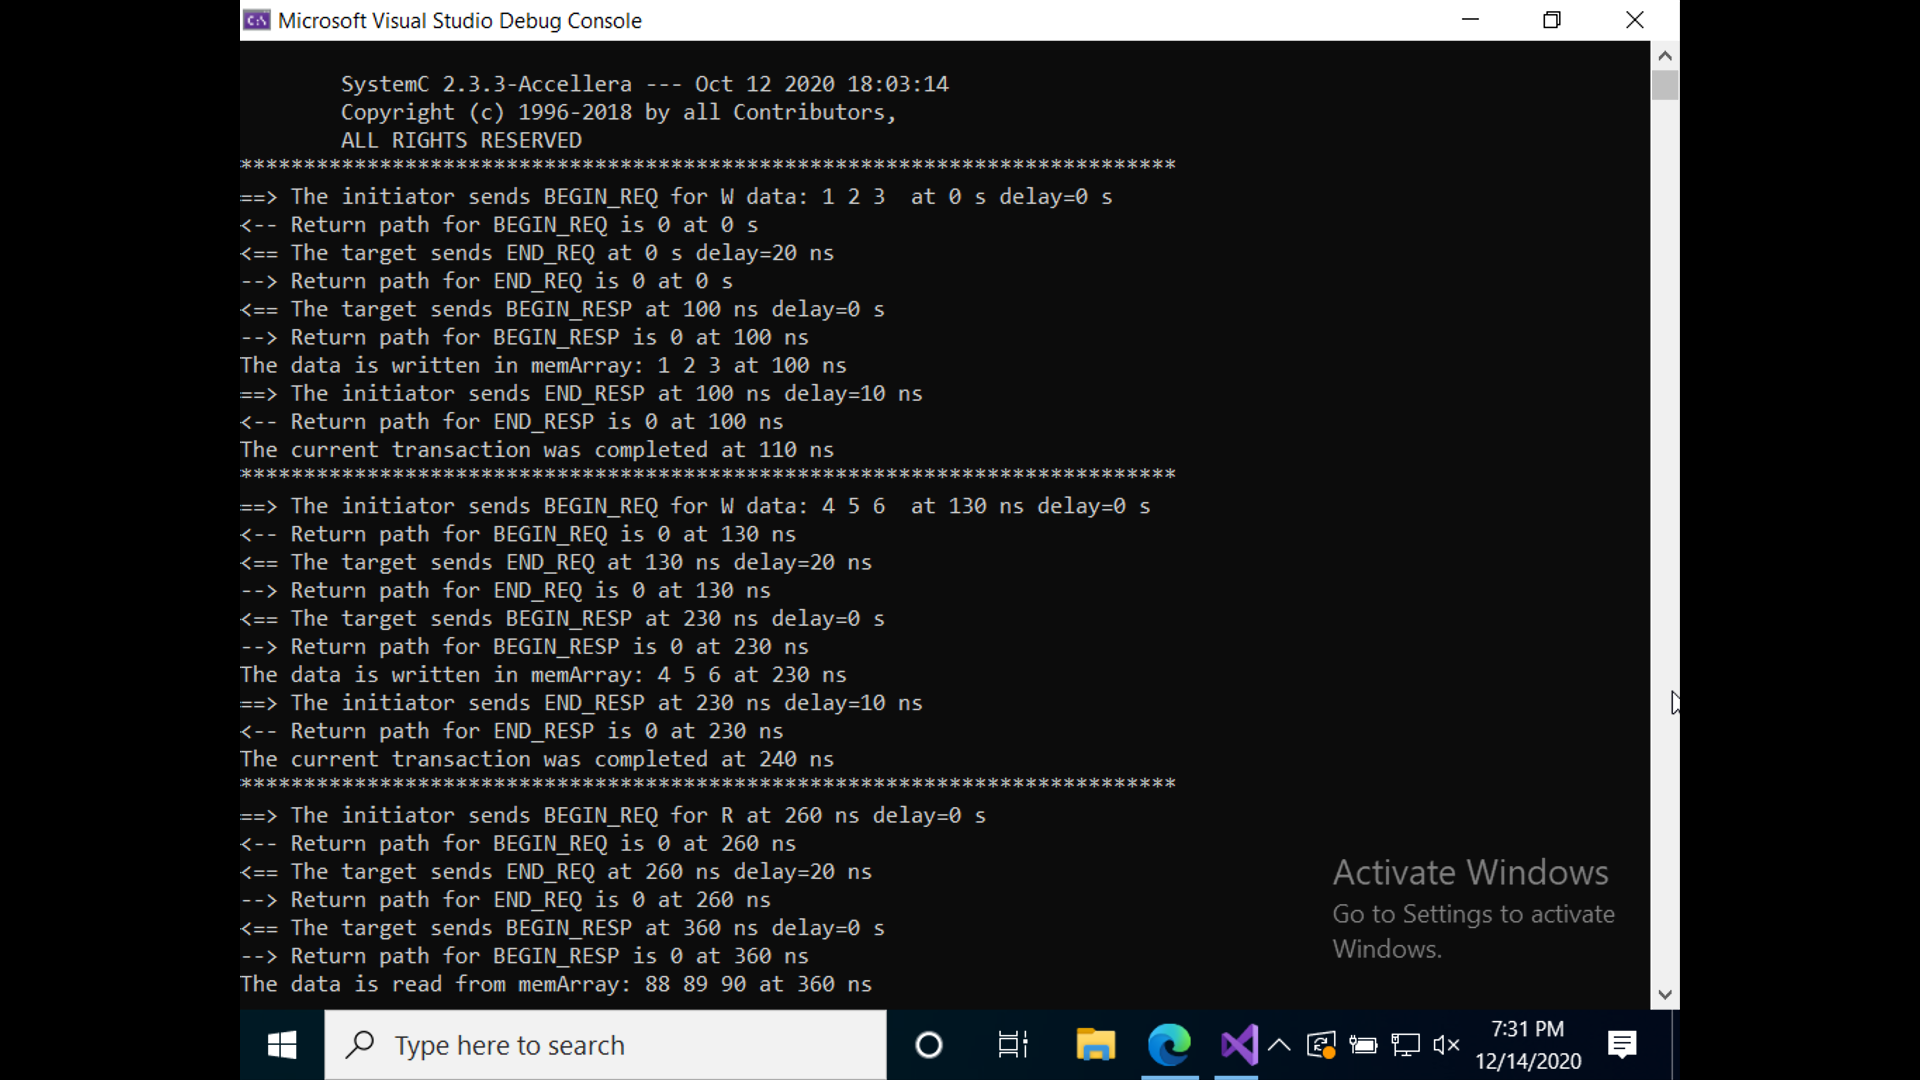 Microsoft Visual Studio Debug Console
SystemC 2.3.3-Accellera --- Oct 12 2020 18:03:14
Copyright (c) 1996-2018 by all Contributors,
ALL RIGHTS RESERVED
**************************************************************************
==> The initiator sends BEGIN_REQ for W data: 1 2 3  at 0 s delay=0 s
<-- Return path for BEGIN_REQ is 0 at 0 s
<== The target sends END_REQ at 0 s delay=20 ns
--> Return path for END_REQ is 0 at 0 s
<== The target sends BEGIN_RESP at 100 ns delay=0 s
--> Return path for BEGIN_RESP is 0 at 100 ns
The data is written in memArray: 1 2 3 at 100 ns
==> The initiator sends END_RESP at 100 ns delay=10 ns
<-- Return path for END_RESP is 0 at 100 ns
The current transaction was completed at 110 ns
**************************************************************************
==> The initiator sends BEGIN_REQ for W data: 4 5 6  at 130 ns delay=0 s
<-- Return path for BEGIN_REQ is 0 at 130 ns
<== The target sends END_REQ at 130 ns delay=20 ns
--> Return path for END_REQ is 0 at 130 ns
<== The target sends BEGIN_RESP at 230 ns delay=0 s
--> Return path for BEGIN_RESP is 0 at 230 ns
The data is written in memArray: 4 5 6 at 230 ns
==> The initiator sends END_RESP at 230 ns delay=10 ns
<-- Return path for END_RESP is 0 at 230 ns
The current transaction was completed at 240 ns
**************************************************************************
==> The initiator sends BEGIN_REQ for R at 260 ns delay=0 s
<-- Return path for BEGIN_REQ is 0 at 260 ns
<== The target sends END_REQ at 260 ns delay=20 ns
--> Return path for END_REQ is 0 at 260 ns
<== The target sends BEGIN_RESP at 360 ns delay=0 s
--> Return path for BEGIN_RESP is 0 at 360 ns
The data is read from memArray: 88 89 90 at 360 ns
Activate Windows
Go to Settings to activate
Windows.
Type here to search
7:31 PM
12/14/2020